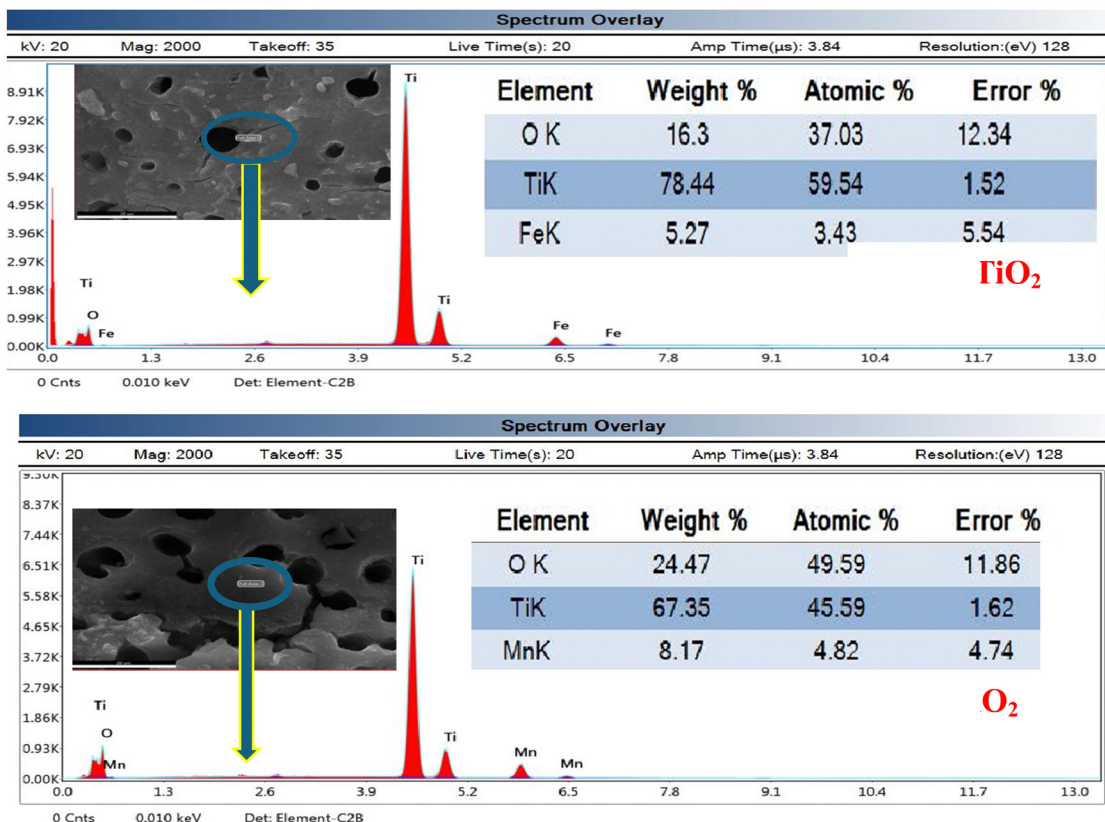 Spectrum Overlay
kV: 20 Mag: 2000 Takeoff: 35 Live Time(s): 20 Amp Time(µs): 3.84 Resolution:(eV) 128
8.91K
7.92K
6.93K
5.94K
4.95K
3.96K
2.97K
1.98K
0.99K
0.00K
Ti
Ti
O
Fe
Ti
Fe
Fe
Element Weight % Atomic % Error %
O K 16.3 37.03 12.34
TiK 78.44 59.54 1.52
FeK 5.27 3.43 5.54
TiO₂
0.0 1.3 2.6 5.2 6.5 7.8 9.1 10.4 11.7 13.0
0 Cnts 0.010 keV Det: Element-C2B
Spectrum Overlay
kV: 20 Mag: 2000 Takeoff: 35 Live Time(s): 20 Amp Time(µs): 3.84 Resolution:(eV) 128
9.30K
8.37K
7.44K
6.51K
5.58K
4.65K
3.72K
2.79K
1.86K
0.93K
0.00K
Ti
Ti
O
Mn
Ti
Mn
Mn
Element Weight % Atomic % Error %
O K 24.47 49.59 11.86
TiK 67.35 45.59 1.62
MnK 8.17 4.82 4.74
O₂
0.0 1.3 2.6 3.9 5.2 6.5 7.8 9.1 10.4 11.7 13.0
0 Cnts 0.010 keV Det: Element-C2B